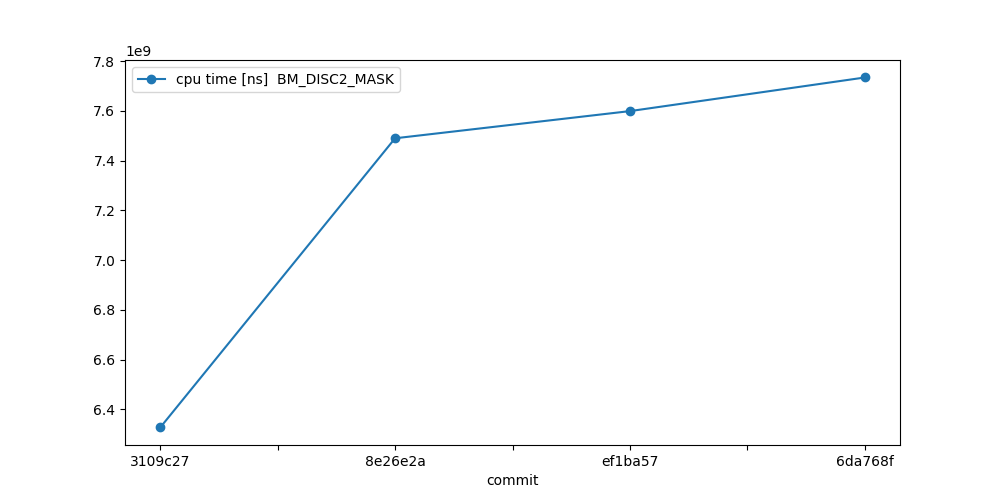 1e9
7.8
cpu time [ns]  BM_DISC2_MASK
7.6
7.4
7.2
7.0
6.8
6.6
6.4
3109c27 8e26e2a ef1ba57 6da768f
commit